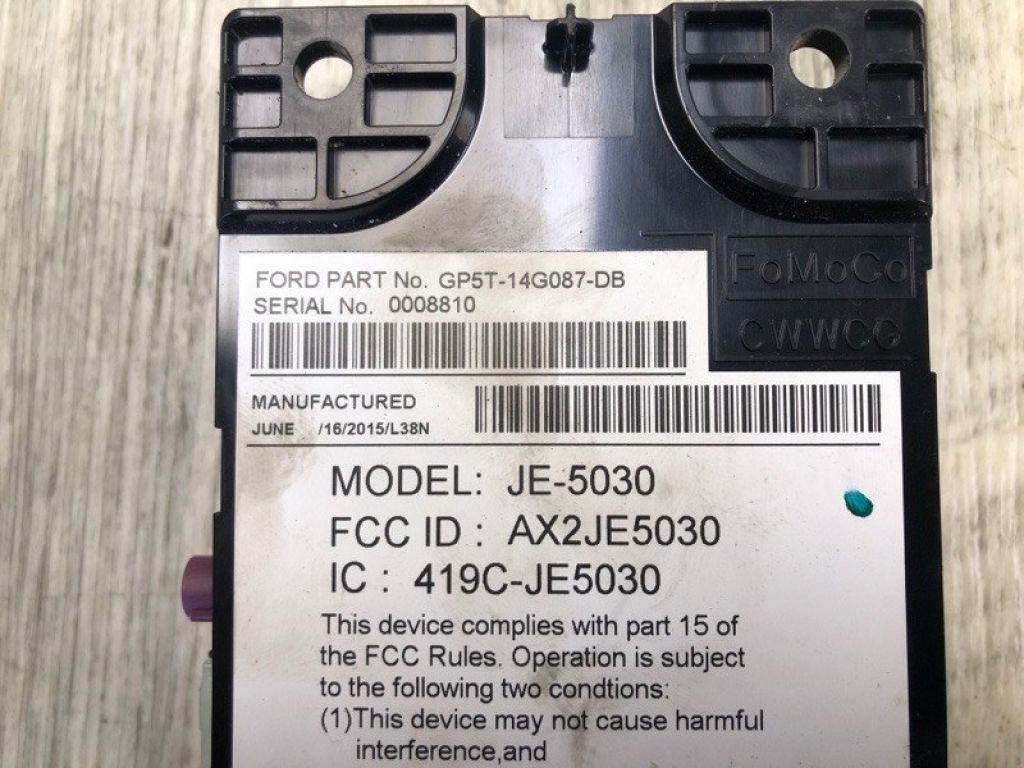 FORD PART No. GP5T-14G087-DB
SERIAL No. 0008810
FoMoCo
CWWCG
MANUFACTURED
JUNE /16/2015/L38N
MODEL: JE-5030
FCC ID : AX2JE5030
IC : 419C-JE5030
This device complies with part 15 of
the FCC Rules. Operation is subject
to the following two condtions:
(1)This device may not cause harmful
interference,and